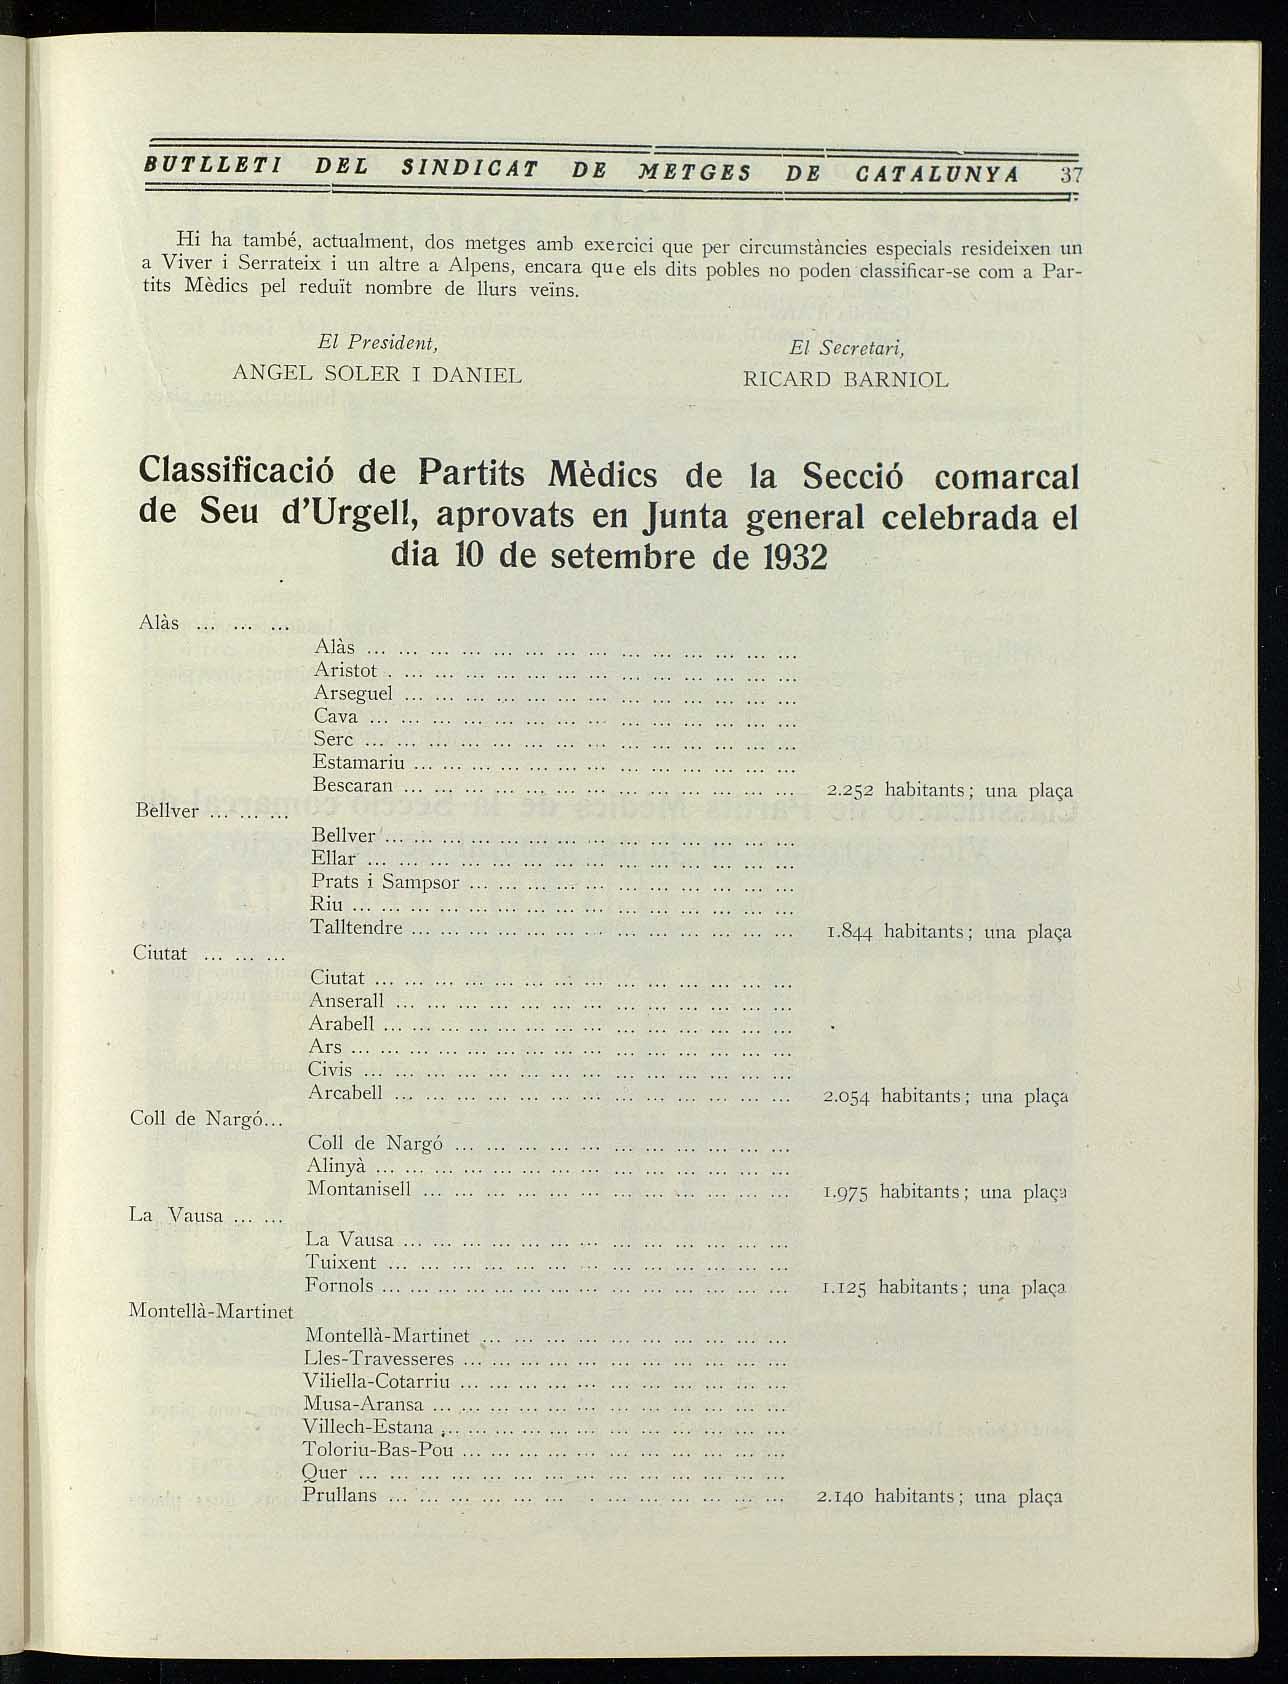 BUTLLETI DEL SINDICAT DE METGES DE CATALUNYA 37
Hi ha també, actualment, dos metges amb exercici que per circumstàncies especials resideixen un
a Viver i Serrateix i un altre a Alpens, encara que els dits pobles no poden classificar-se com a Par-
tits Mèdics pel reduït nombre de llurs veïns.
El President,
ANGEL SOLER I DANIEL
El Secretari,
RICARD BARNIOL
Classificació de Partits Mèdics de la Secció comarcal
de Seu d'Urgell, aprovats en Junta general celebrada el
dia 10 de setembre de 1932
Alàs ... ... ...
Alàs ... ... ... ... ... ... ... ... ... ... ... ... ... ...
Aristot . ... ... ... ... ... ... ... ... ... ... ... ... ...
Arseguel ... ... ... ... ... ... ... ... ... ... ... ... ...
Cava ... ... ... ... ... ... ... ... ... ... ... ... ... ...
Serc ... ... ... ... ... ... ... ... ... ... ... ... ... ...
Estamariu ... ... ... ... ... ... ... ... ... ... ... ... ...
Bescaran ... ... ... ... ... ... ... ... ... ... ... ... ... 2.252 habitants; una plaça
Bellver ... ... ...
Bellver ... ... ... ... ... ... ... ... ... ... ... ... ... ...
Ellar ... ... ... ... ... ... ... ... ... ... ... ... ... ...
Prats i Sampsor ... ... ... ... ... ... ... ... ... ... ...
Riu ... ... ... ... ... ... ... ... ... ... ... ... ... ... ...
Talltendre ... ... ... ... ... ... ... ... ... ... ... ... ... 1.844 habitants; una plaça
Ciutat ... ... ...
Ciutat ... ... ... ... ... ... ... ... ... ... ... ... ... ...
Anserall ... ... ... ... ... ... ... ... ... ... ... ... ...
Arabell ... ... ... ... ... ... ... ... ... ... ... ... ... ...
Ars ... ... ... ... ... ... ... ... ... ... ... ... ... ... ...
Civis ... ... ... ... ... ... ... ... ... ... ... ... ... ...
Arcabell ... ... ... ... ... ... ... ... ... ... ... ... ... 2.054 habitants; una plaça
Coll de Nargó...
Coll de Nargó ... ... ... ... ... ... ... ... ... ... ...
Alinyà ... ... ... ... ... ... ... ... ... ... ... ... ... ...
Montanisell ... ... ... ... ... ... ... ... ... ... ... ... 1.975 habitants; una plaça
La Vausa ... ...
La Vausa ... ... ... ... ... ... ... ... ... ... ... ... ...
Tuixent ... ... ... ... ... ... ... ... ... ... ... ... ...
Fornols ... ... ... ... ... ... ... ... ... ... ... ... ... ... 1.125 habitants; una plaça
Montellà-Martinet
Montellà-Martinet ... ... ... ... ... ... ... ... ... ...
Lles-Travesseres ... ... ... ... ... ... ... ... ... ... ...
Viliella-Cotarriu ... ... ... ... ... ... ... ... ... ... ...
Musa-Aransa ... ... ... ... ... ... ... ... ... ... ... ...
Villech-Estana ... ... ... ... ... ... ... ... ... ... ... ...
Toloriu-Bas-Pou ... ... ... ... ... ... ... ... ... ... ...
Quer ... ... ... ... ... ... ... ... ... ... ... ... ... ...
Prullans ... ... ... ... ... ... . ... ... ... ... ... ... 2.140 habitants; una plaça